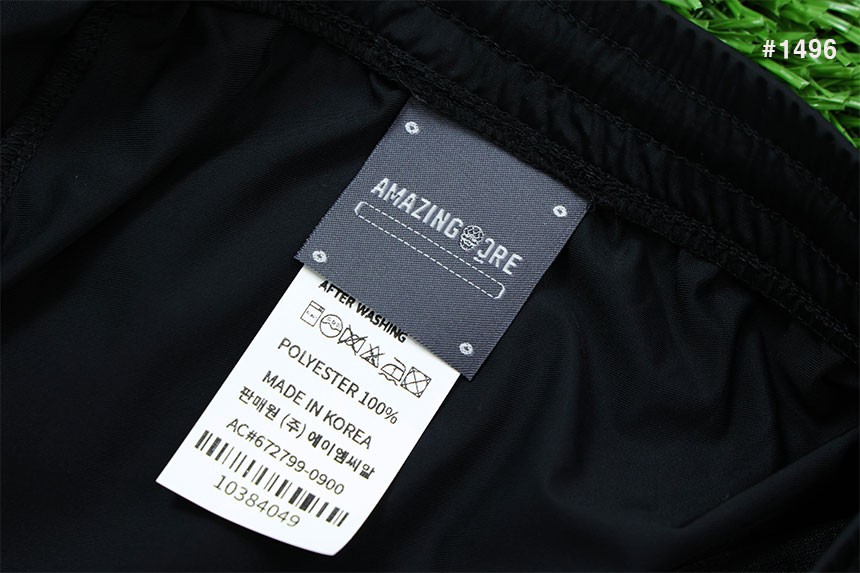 #1496
AMAZING CORE
AFTER WASHING
POLYESTER 100%
MADE IN KOREA
판매원 (주) 에이엠씨알
AC#672799-0900
10384049